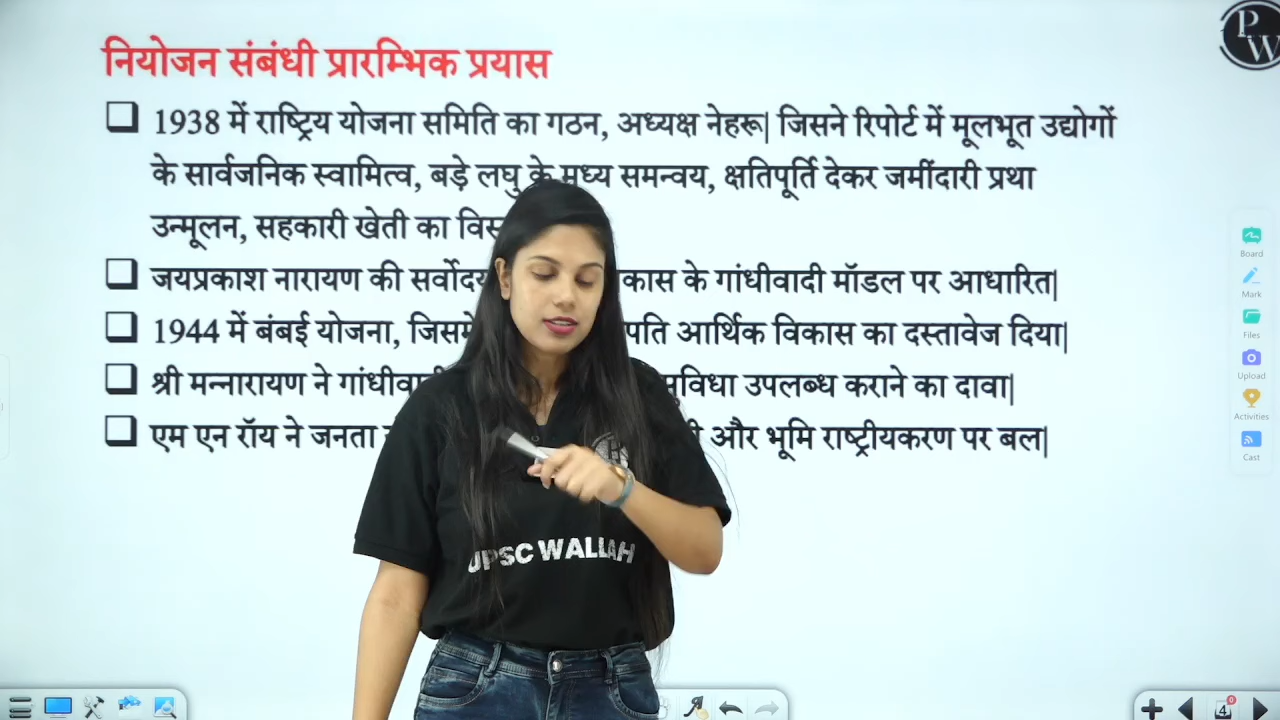 नियोजन संबंधी प्रारम्भिक प्रयास
1938 में राष्ट्रिय योजना समिति का गठन, अध्यक्ष नेहरू| जिसने रिपोर्ट में मूलभूत उद्योगों
के सार्वजनिक स्वामित्व, बड़े लघु के मध्य समन्वय, क्षतिपूर्ति देकर जमींदारी प्रथा
उन्मूलन, सहकारी खेती का
जयप्रकाश नारायण की के गांधीवादी मॉडल पर आधारित|
1944 में बंबई योजना, आर्थिक विकास का दस्तावेज दिया|
श्री मन्नारायण ने उपलब्ध कराने का दावा|
एम एन रॉय ने जनता और भूमि राष्ट्रीयकरण पर बल|
PW
Board
Mark
Files
Upload
Activities
Cast
UPSC WALLAH
4